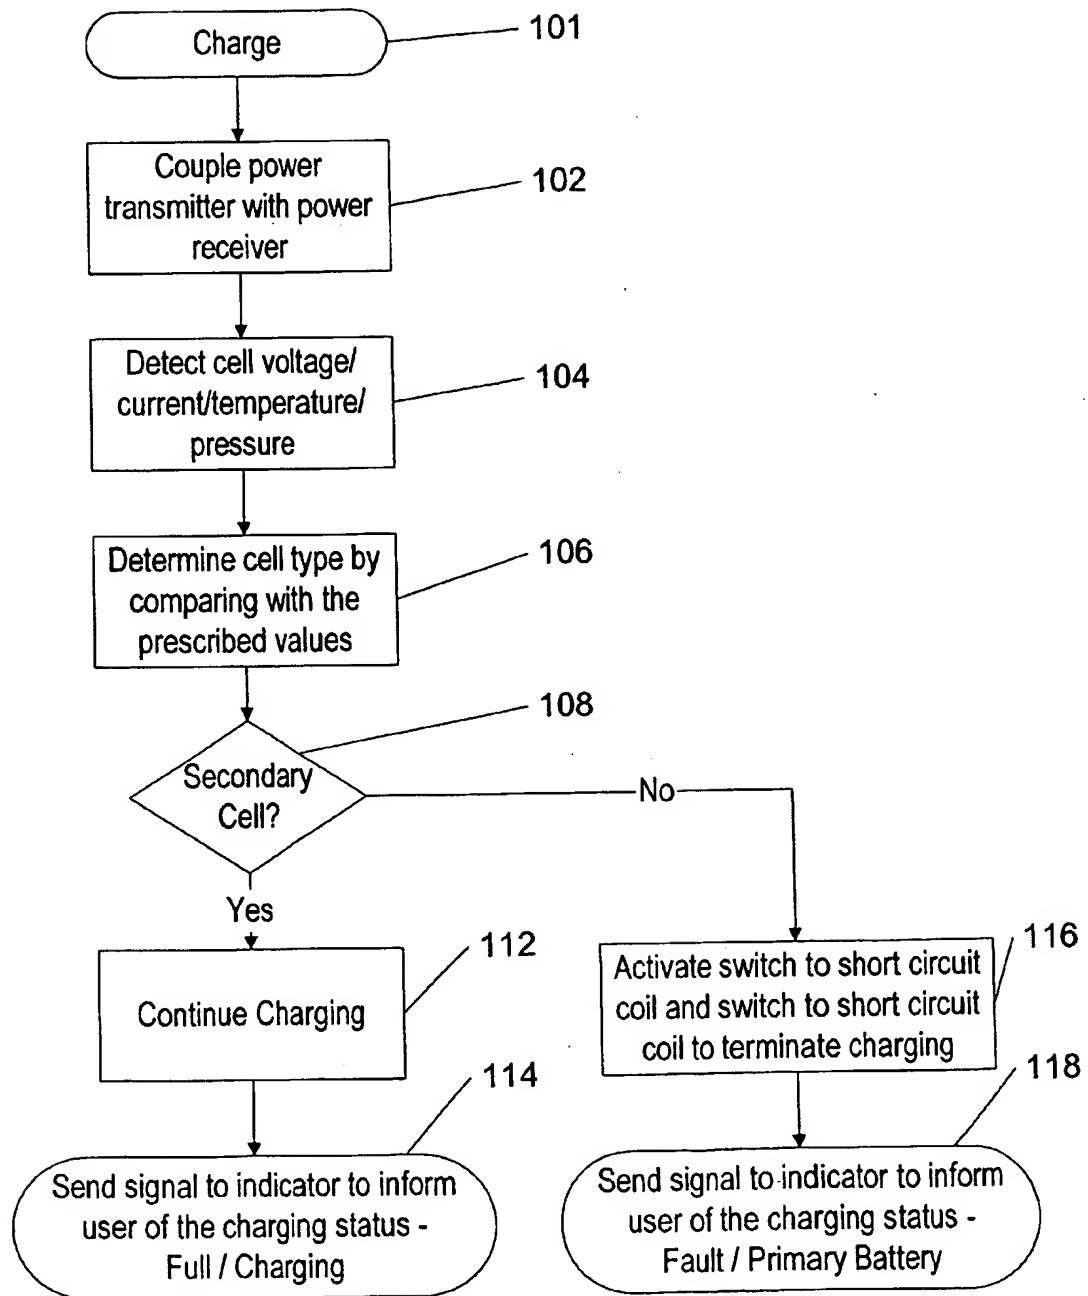 Charge
101
Couple power
transmitter with power
receiver
102
Detect cell voltage/
current/temperature/
pressure
104
Determine cell type by
comparing with the
prescribed values
106
108
Secondary
Cell?
No
Yes
112
Continue Charging
116
Activate switch to short circuit
coil and switch to short circuit
coil to terminate charging
114
Send signal to indicator to inform
user of the charging status -
Full / Charging
118
Send signal to indicator to inform
user of the charging status -
Fault / Primary Battery